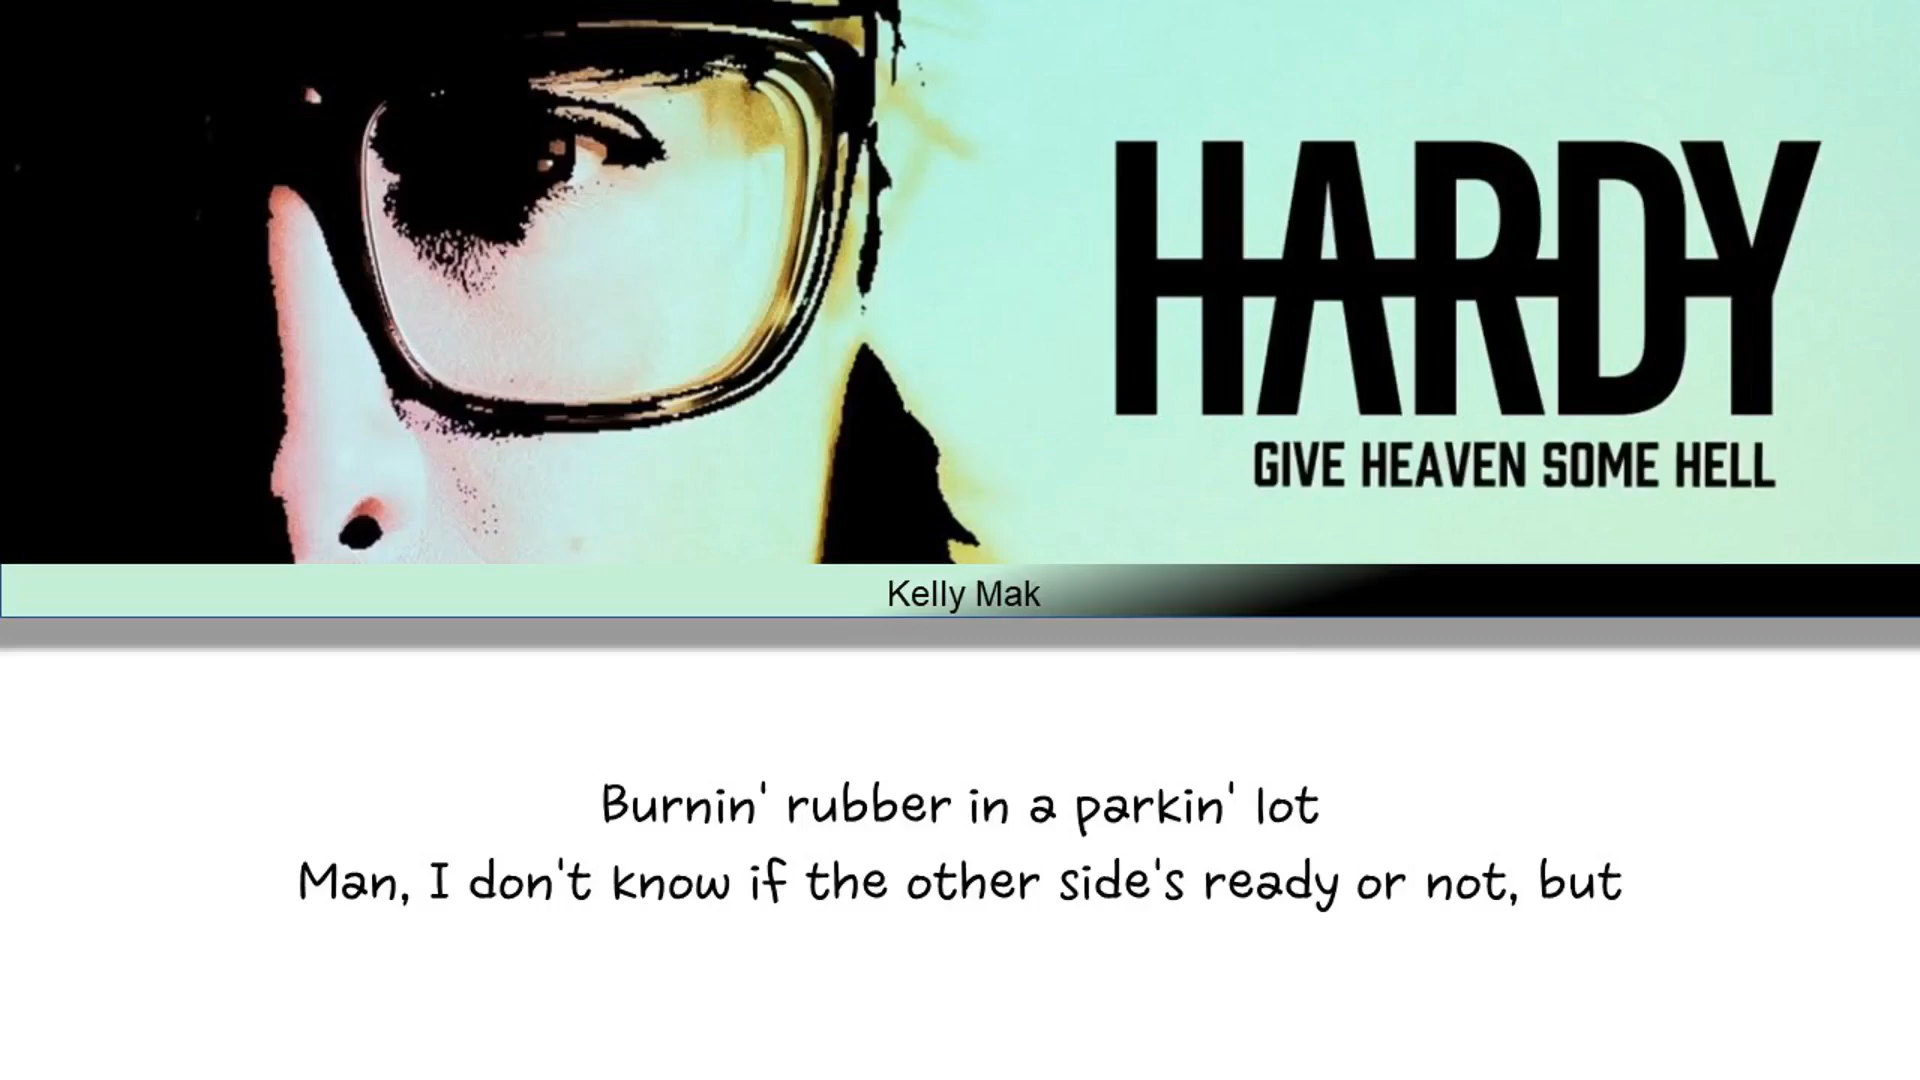 HARDY
GIVE HEAVEN SOME HELL
Kelly Mak
Burnin' rubber in a parkin' lot
Man, I don't know if the other side's ready or not, but